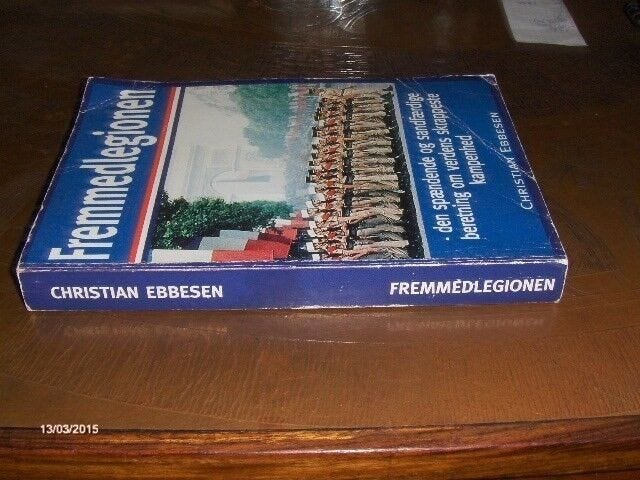 Fremmedlegionen
- den spændende og sandfærdige
beretning om verdens skrappeste
kampenhed
CHRISTIAN EBBESEN
CHRISTIAN EBBESEN
FREMMEDLEGIONEN
13/03/2015